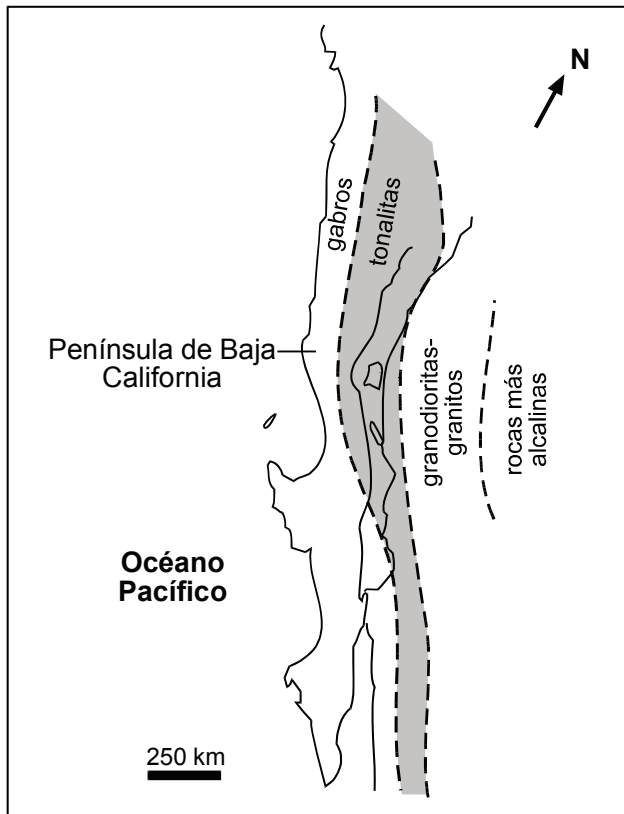 N
gabros
tonalitas
Península de Baja
California
granodioritas-
granitos
rocas más
alcalinas
Océano
Pacífico
250 km